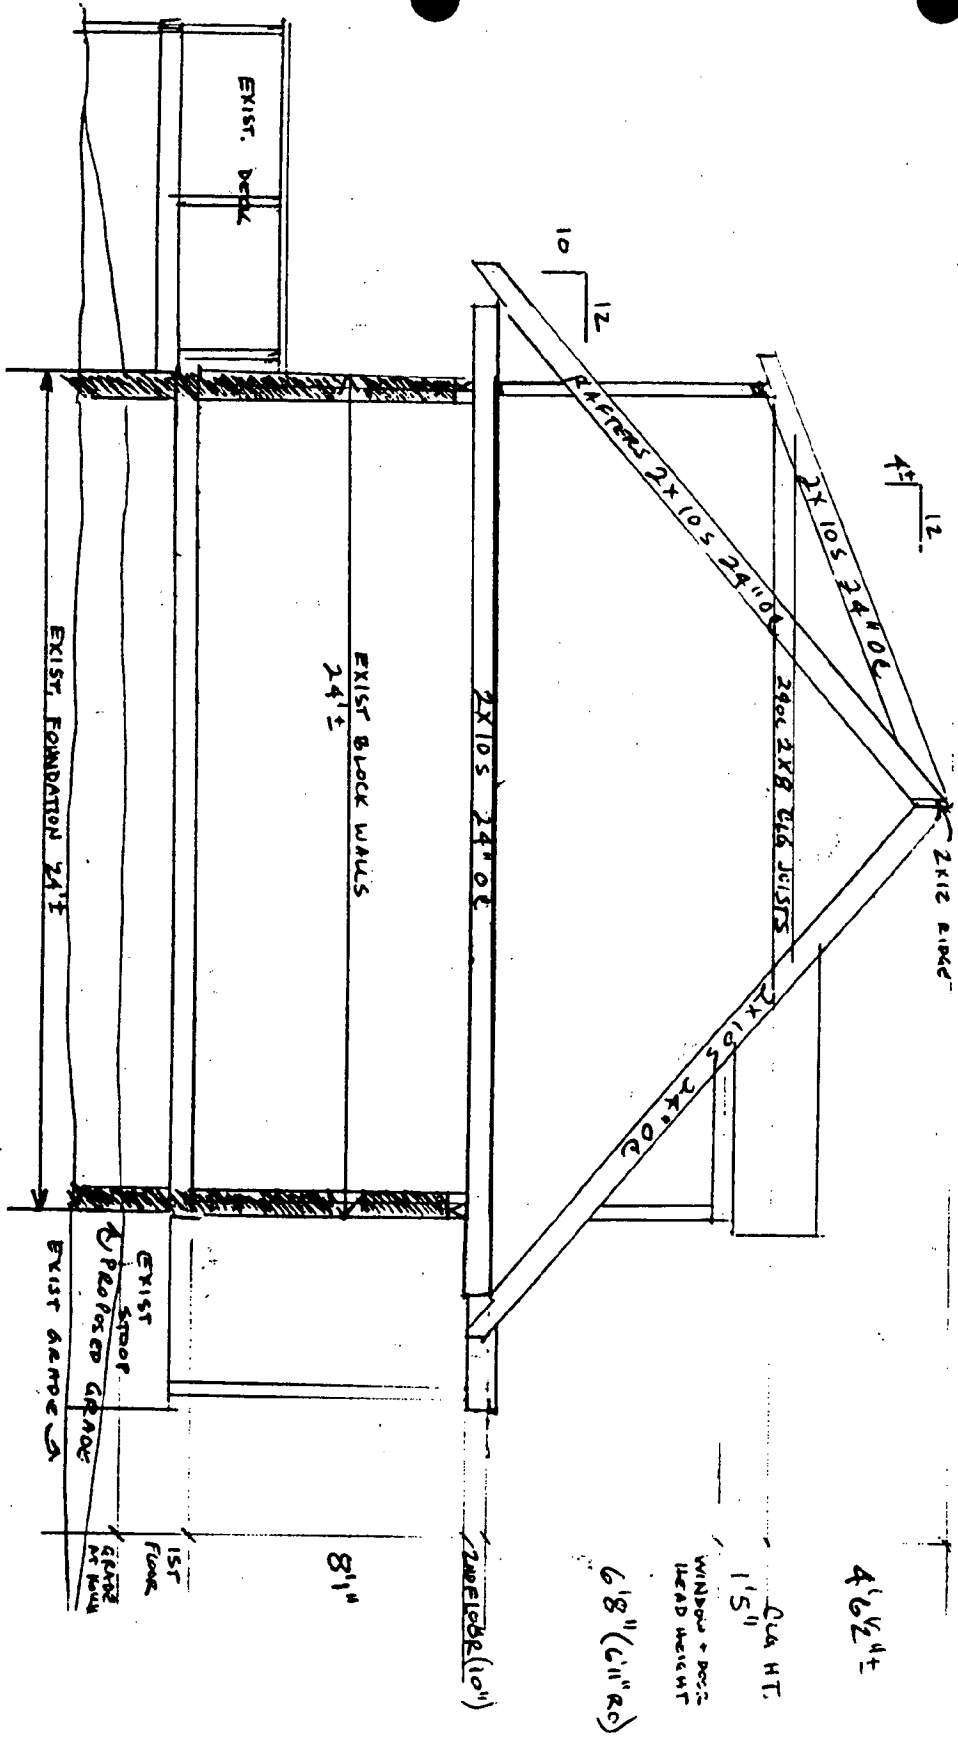 EXIST. DECK
10
12
4±
12
RAFTERS 2X10S 24"OC
2X10S 24"OC
2X12 RIDGE
24OC 2X8 CLG JOISTS
2X10S 24"OC
2X10S 24"OC
EXIST BLOCK WALLS
24'±
EXIST. FOUNDATION 24'±
EXIST
STOOP
PROPOSED GRADE
EXIST GRADE
4'6½"±
CLG HT.
1'5"
WINDOW + DOOR
HEAD HEIGHT
6'8"(6'11"RO)
2ND FLOOR(10")
8'1"
1ST
FLOOR
GRADE
AT